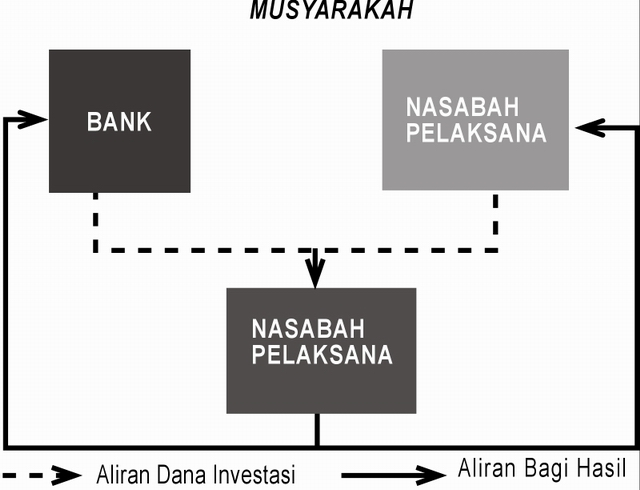 MUSYARAKAH
BANK
NASABAH
PELAKSANA
NASABAH
PELAKSANA
Aliran Dana Investasi
Aliran Bagi Hasil